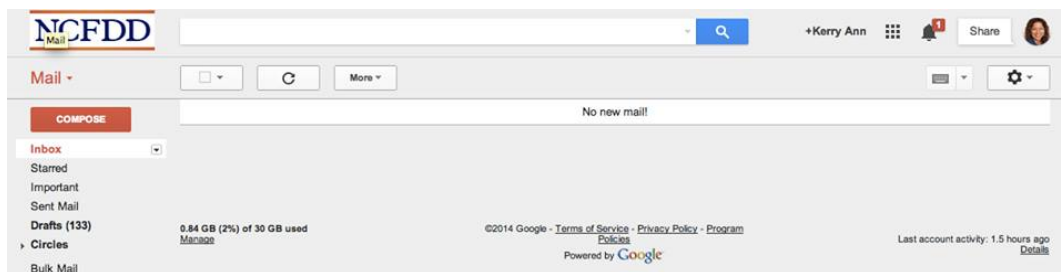 NCFDD
Mail
+Kerry Ann
1
Share
Mail
More
COMPOSE
No new mail!
Inbox
Starred
Important
Sent Mail
Drafts (133)
Circles
Bulk Mail
0.84 GB (2%) of 30 GB used
Manage
©2014 Google - Terms of Service - Privacy Policy - Program
Policies
Powered by Google
Last account activity: 1.5 hours ago
Details